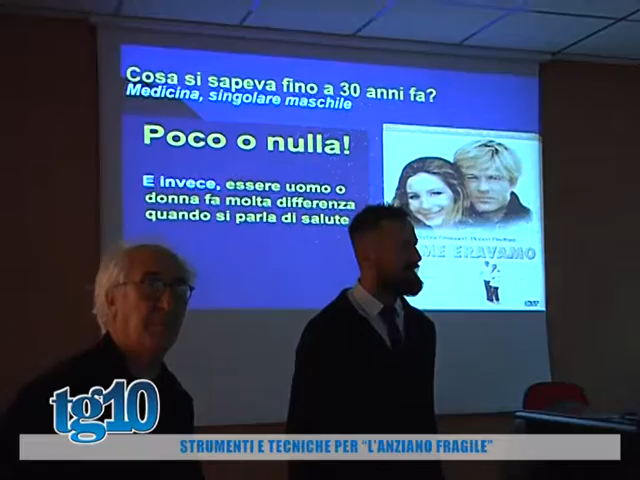 Cosa si sapeva fino a 30 anni fa?
Medicina, singolare maschile
Poco o nulla!
E invece, essere uomo o
donna fa molta differenza
quando si parla di salute
ME ERAVAMO
tg10
STRUMENTI E TECNICHE PER “L'ANZIANO FRAGILE”